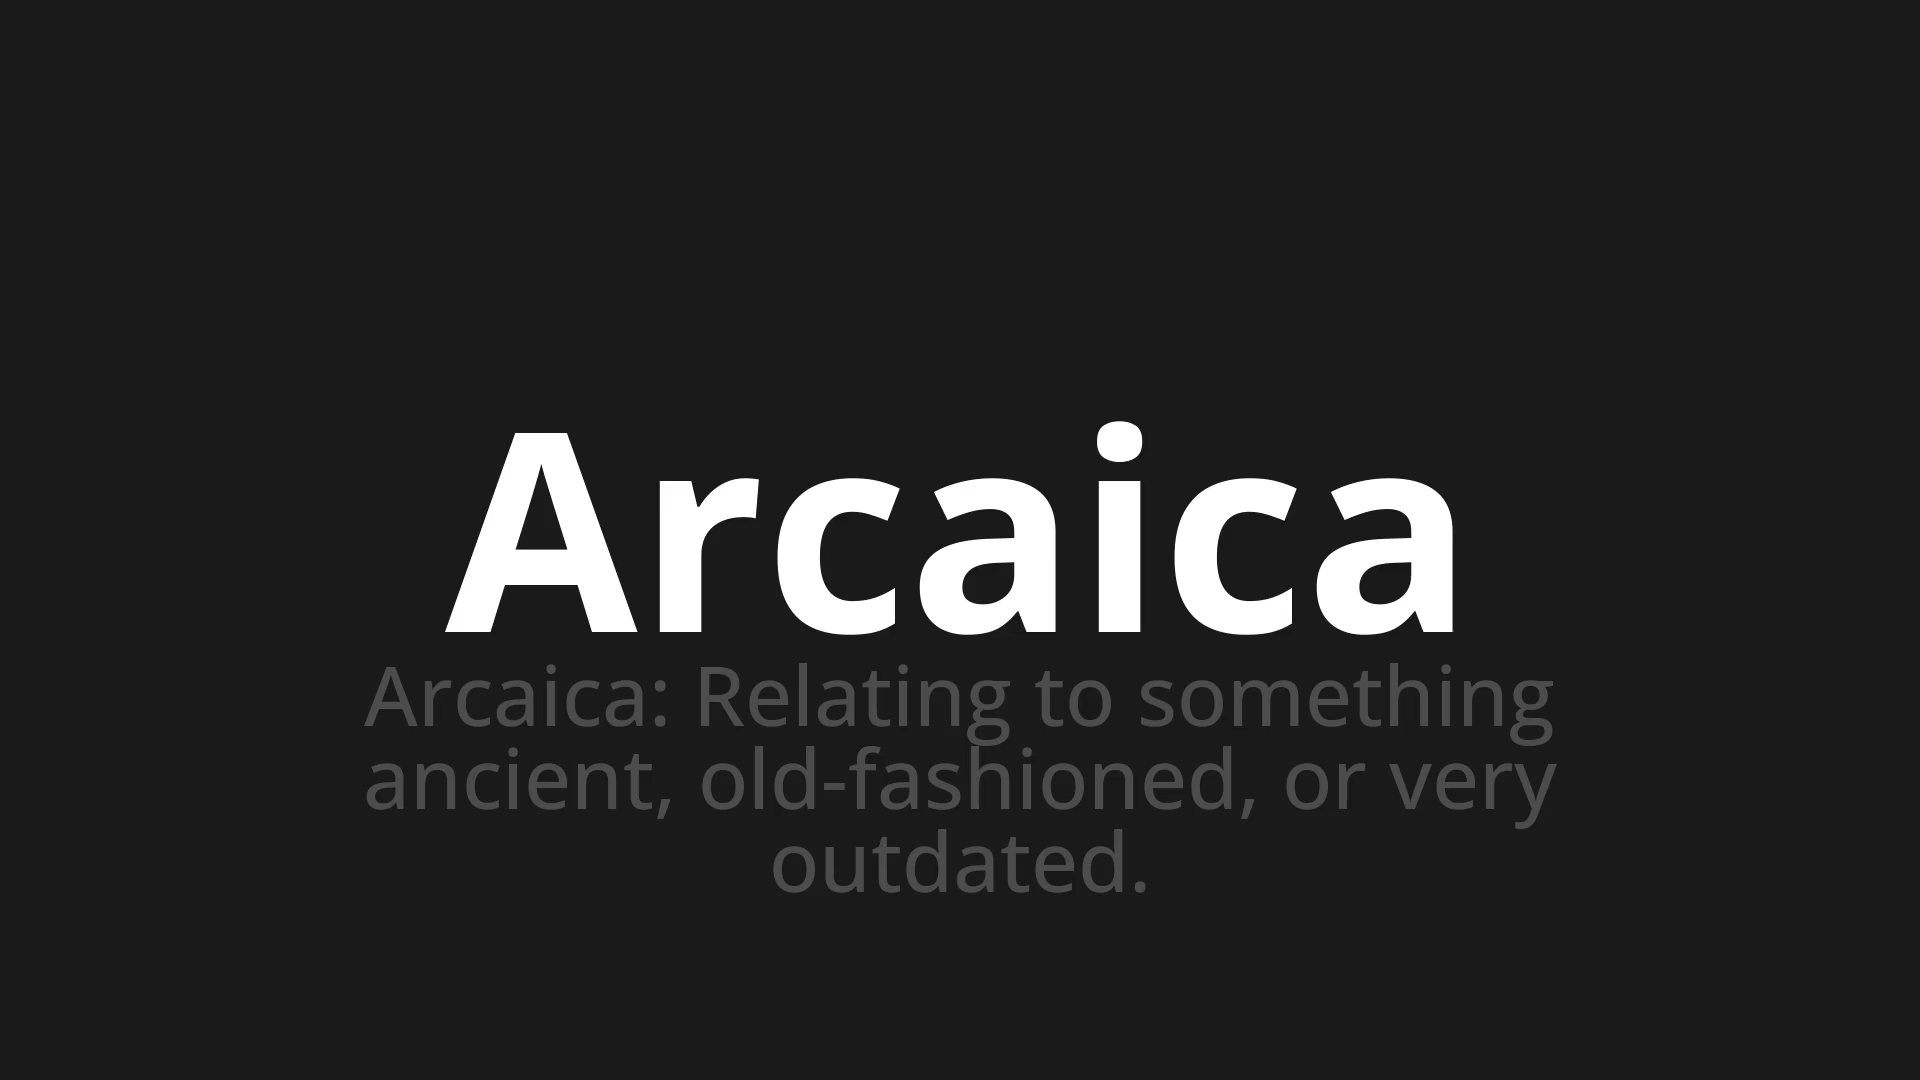 Arcaica
Arcaica: Relating to something
ancient, old-fashioned, or very
outdated.